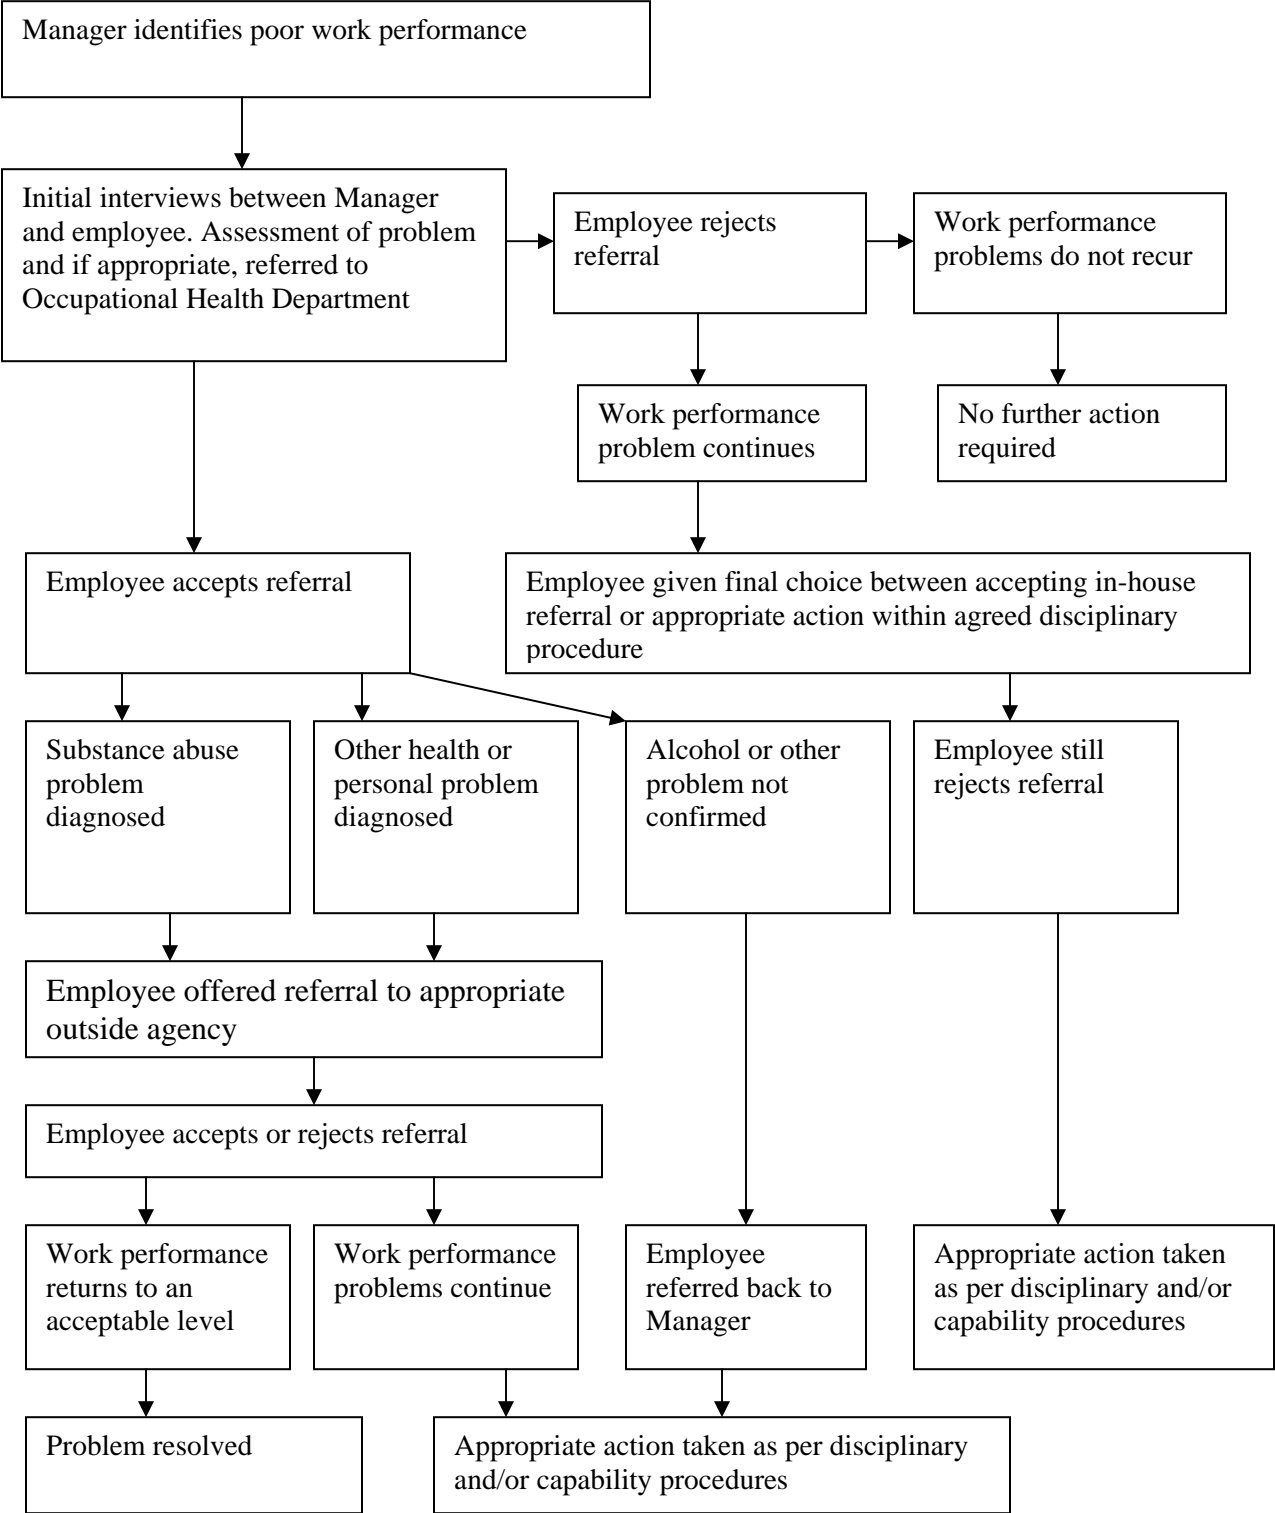 Manager identifies poor work performance
Initial interviews between Manager
and employee. Assessment of problem
and if appropriate, referred to
Occupational Health Department
Employee rejects
referral
Work performance
problems do not recur
Work performance
problem continues
No further action
required
Employee accepts referral
Employee given final choice between accepting in-house
referral or appropriate action within agreed disciplinary
procedure
Substance abuse
problem
diagnosed
Other health or
personal problem
diagnosed
Alcohol or other
problem not
confirmed
Employee still
rejects referral
Employee offered referral to appropriate
outside agency
Employee accepts or rejects referral
Work performance
returns to an
acceptable level
Work performance
problems continue
Employee
referred back to
Manager
Appropriate action taken
as per disciplinary and/or
capability procedures
Problem resolved
Appropriate action taken as per disciplinary
and/or capability procedures